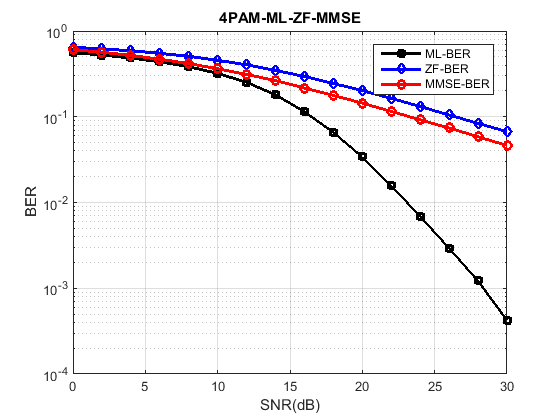 4PAM-ML-ZF-MMSE
ML-BER
ZF-BER
MMSE-BER
BER
10^0
10^-1
10^-2
10^-3
10^-4
0 5 10 15 20 25 30
SNR(dB)